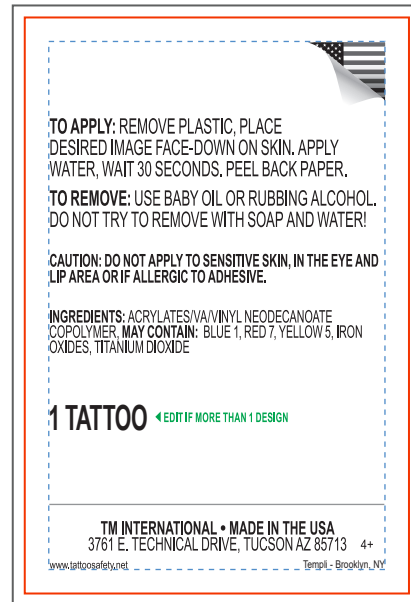 TO APPLY: REMOVE PLASTIC, PLACE
DESIRED IMAGE FACE-DOWN ON SKIN. APPLY
WATER, WAIT 30 SECONDS. PEEL BACK PAPER.
TO REMOVE: USE BABY OIL OR RUBBING ALCOHOL.
DO NOT TRY TO REMOVE WITH SOAP AND WATER!
CAUTION: DO NOT APPLY TO SENSITIVE SKIN, IN THE EYE AND
LIP AREA OR IF ALLERGIC TO ADHESIVE.
INGREDIENTS: ACRYLATES/VA/VINYL NEODECANOATE
COPOLYMER, MAY CONTAIN: BLUE 1, RED 7, YELLOW 5, IRON
OXIDES, TITANIUM DIOXIDE
1 TATTOO ◄ EDIT IF MORE THAN 1 DESIGN
TM INTERNATIONAL • MADE IN THE USA
3761 E. TECHNICAL DRIVE, TUCSON AZ 85713 4+
www.tattoosafety.net Templi - Brooklyn, NY